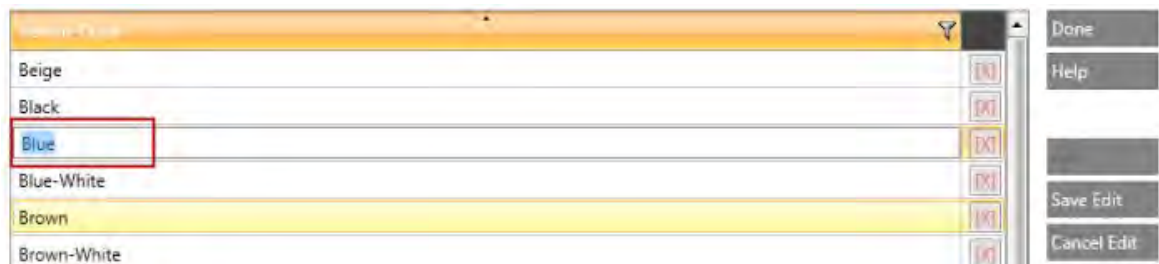 Done
Beige
[X]
Help
Black
[X]
Blue
[X]
Blue-White
[X]
Save Edit
Brown
[X]
Brown-White
[X]
Cancel Edit